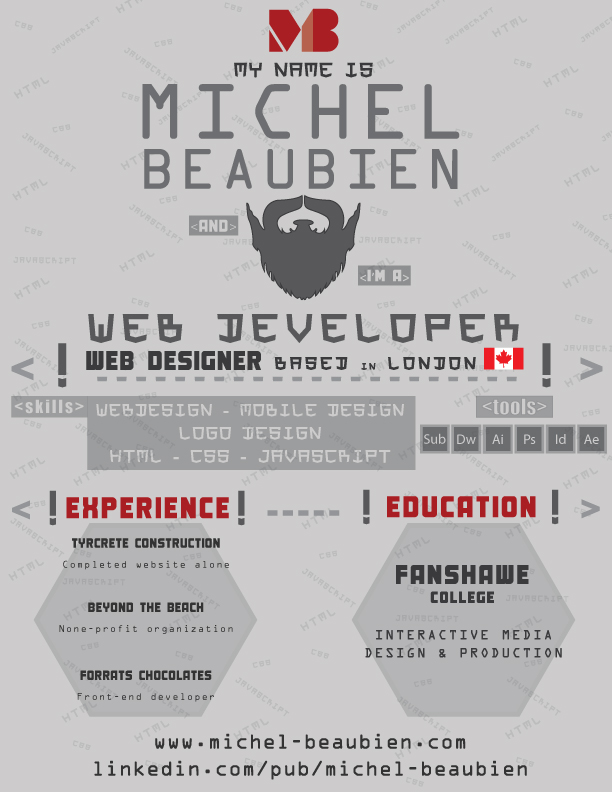 MB
MY NAME IS
MICHEL
BEAUBIEN
<AND>
<I'M A>
WEB DEVELOPER
< ! WEB DESIGNER BASED IN LONDON ! >
<skills>
WEBDESIGN - MOBILE DESIGN
LOGO DESIGN
HTML - CSS - JAVASCRIPT
<tools>
Sub Dw Ai Ps Id Ae
< ! EXPERIENCE ! ----- ! EDUCATION ! >
TYRCRETE CONSTRUCTION
Completed website alone
BEYOND THE BEACH
None-profit organization
FORRATS CHOCOLATES
Front-end developer
FANSHAWE
COLLEGE
INTERACTIVE MEDIA
DESIGN & PRODUCTION
www.michel-beaubien.com
linkedin.com/pub/michel-beaubien